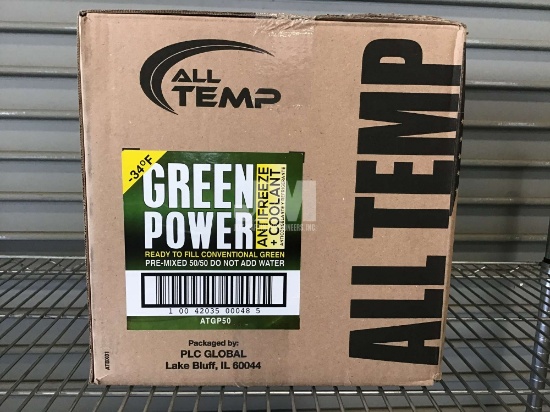 ALL
TEMP
ALL TEMP
-34°F
GREEN
POWER
ANTIFREEZE
+ COOLANT
READY TO FILL CONVENTIONAL GREEN
PRE-MIXED 50/50 DO NOT ADD WATER
1 00 42035 00048 5
ATGP50
Packaged by:
PLC GLOBAL
Lake Bluff, IL 60044